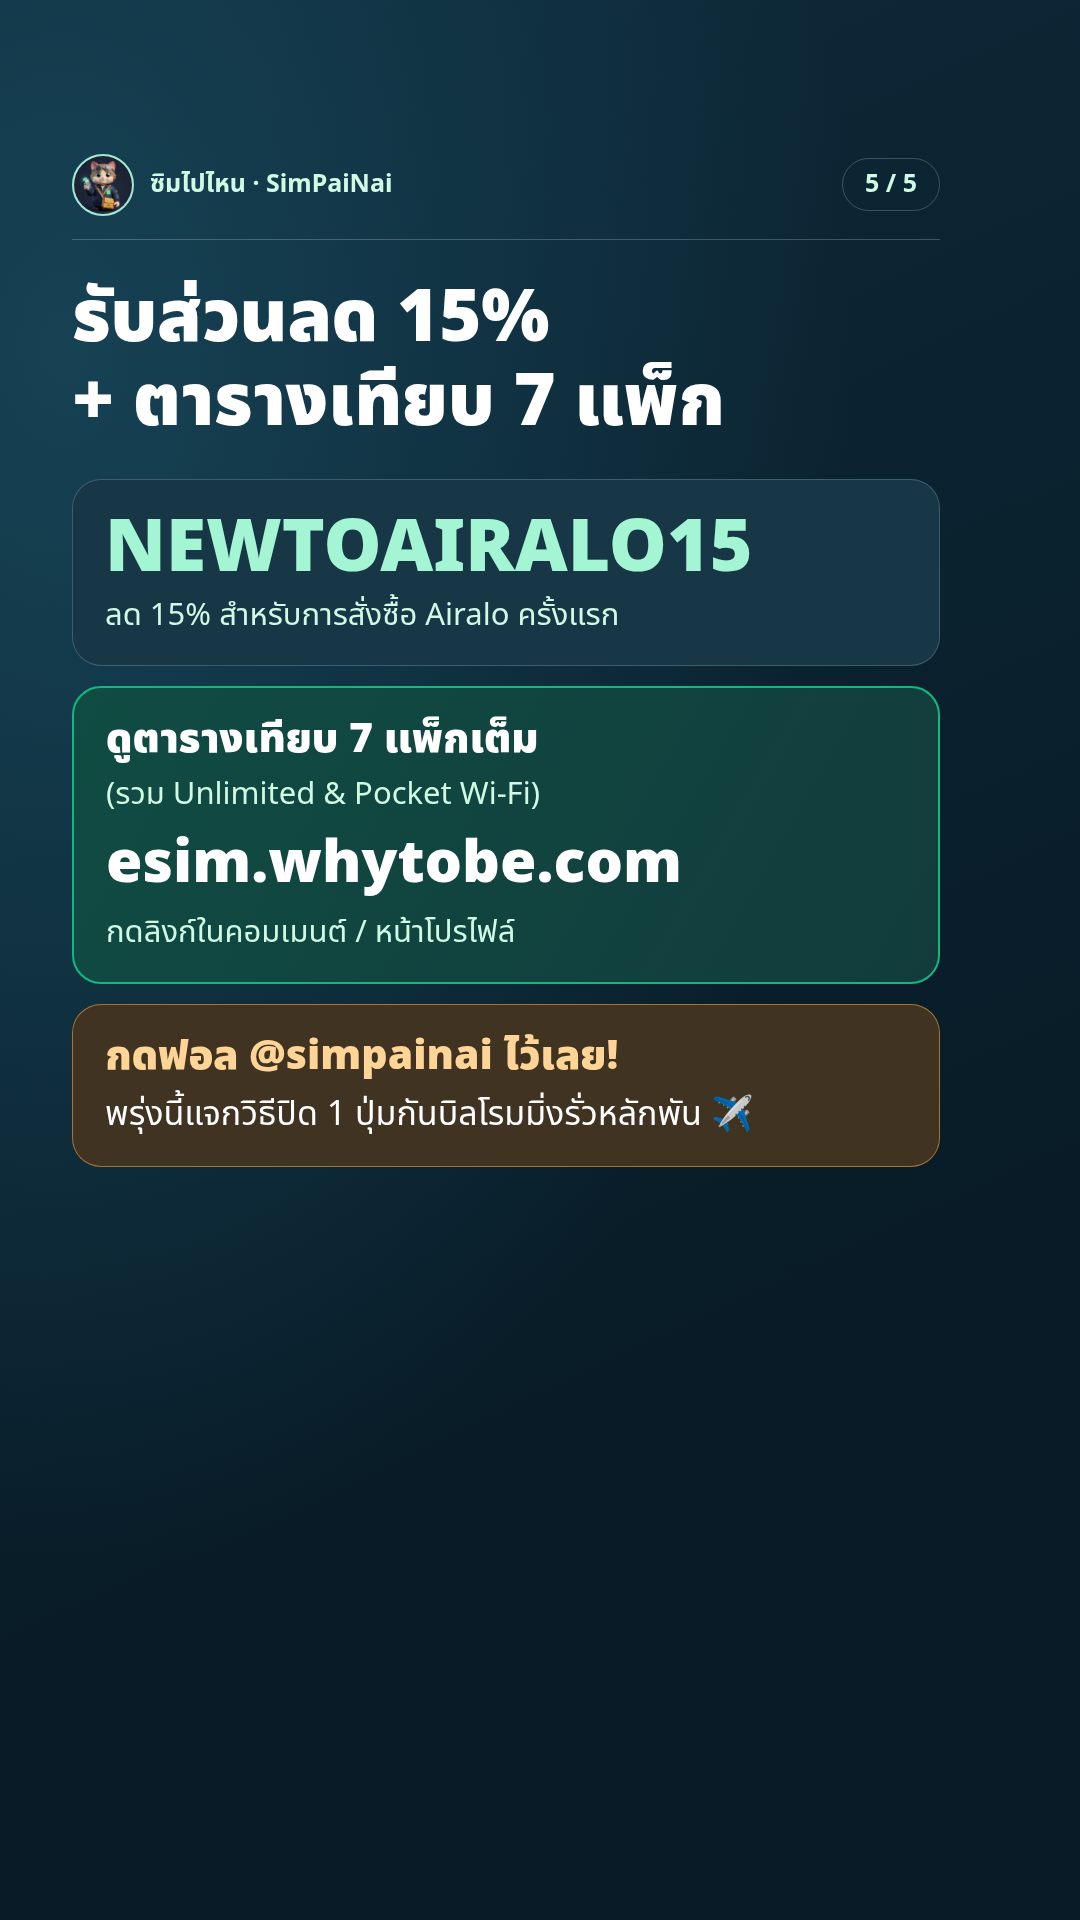 ซิมไปไหน · SimPaiNai
5 / 5
รับส่วนลด 15%
+ ตารางเทียบ 7 แพ็ก
NEWTOAIRALO15
ลด 15% สำหรับการสั่งซื้อ Airalo ครั้งแรก
ดูตารางเทียบ 7 แพ็กเต็ม
(รวม Unlimited & Pocket Wi-Fi)
esim.whytobe.com
กดลิงก์ในคอมเมนต์ / หน้าโปรไฟล์
กดฟอล @simpainai ไว้เลย!
พรุ่งนี้แจกวิธีปิด 1 ปุ่มกันบิลโรมมิ่งรั่วหลักพัน ✈️